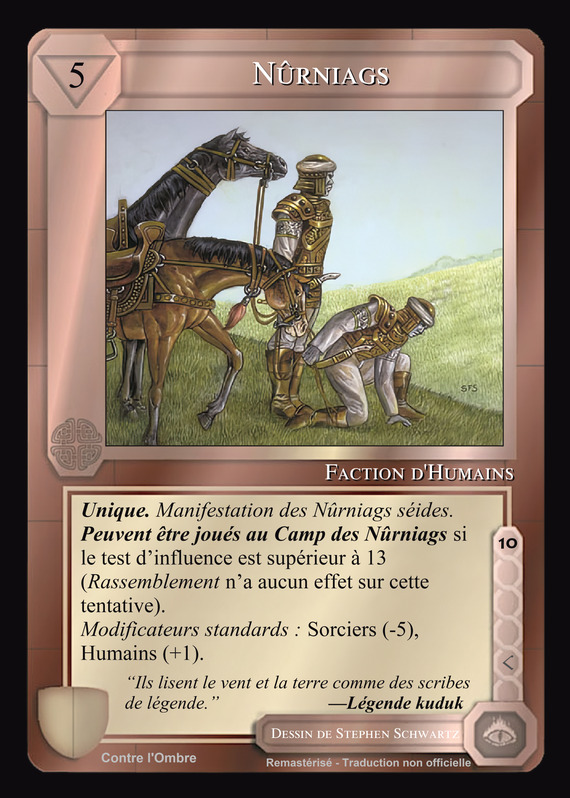 5
Nûrniags
SFS
Faction d'Humains
Unique. Manifestation des Nûrniags séides.
Peuvent être joués au Camp des Nûrniags si
le test d'influence est supérieur à 13
(Rassemblement n'a aucun effet sur cette
tentative).
Modificateurs standards : Sorciers (-5),
Humains (+1).
10
“Ils lisent le vent et la terre comme des scribes
de légende.” —Légende kuduk
Dessin de Stephen Schwartz
Contre l'Ombre
Remastérisé - Traduction non officielle